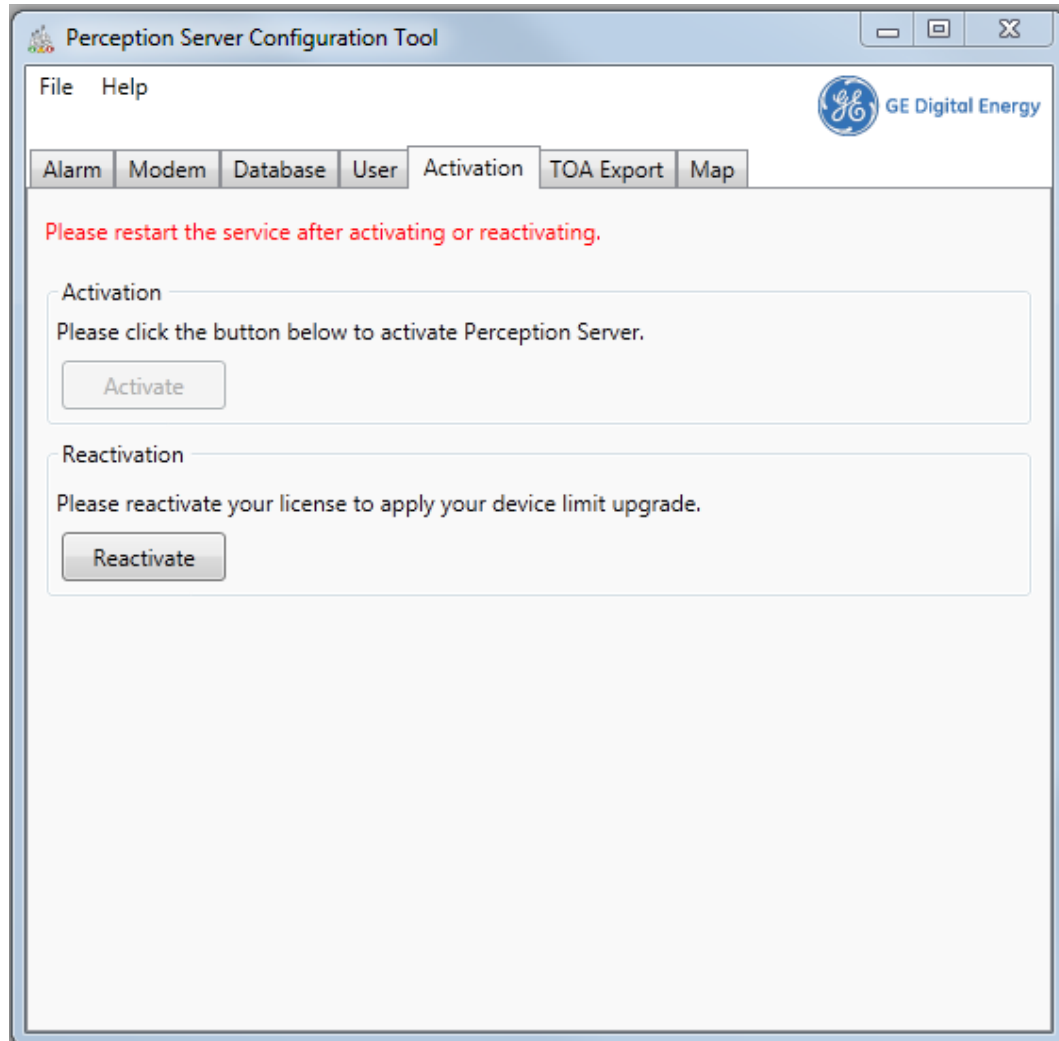 Perception Server Configuration Tool
File Help
GE Digital Energy
Alarm Modem Database User Activation TOA Export Map
Please restart the service after activating or reactivating.
Activation
Please click the button below to activate Perception Server.
Activate
Reactivation
Please reactivate your license to apply your device limit upgrade.
Reactivate